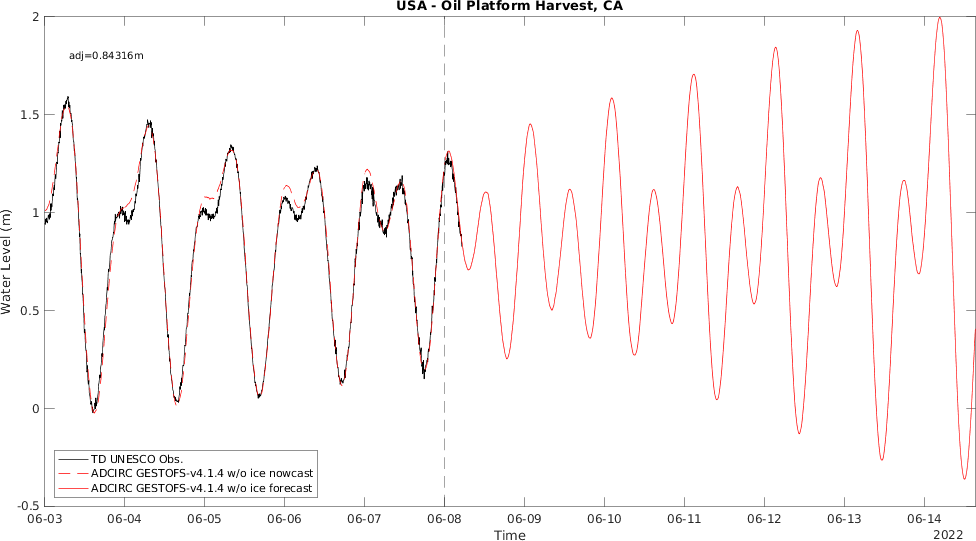 USA - Oil Platform Harvest, CA
2
adj=0.84316m
1.5
1
Water Level (m)
0.5
0
TD UNESCO Obs.
ADCIRC GESTOFS-v4.1.4 w/o ice nowcast
ADCIRC GESTOFS-v4.1.4 w/o ice forecast
-0.5
06-03 06-04 06-05 06-06 06-07 06-08 06-09 06-10 06-11 06-12 06-13 06-14
Time
2022